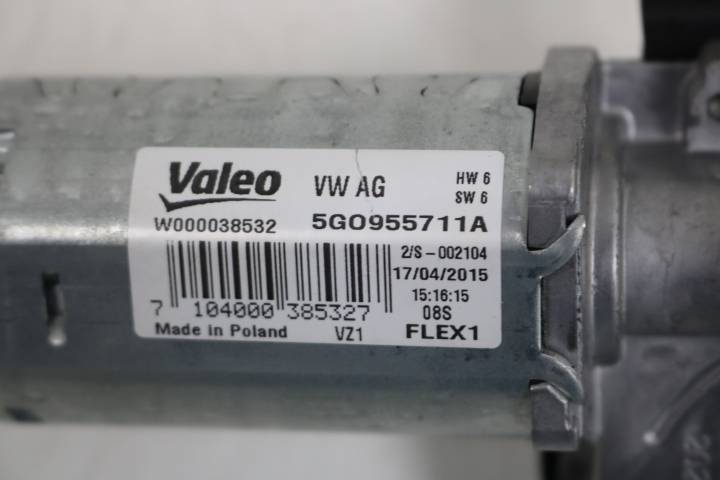 Valeo VW AG HW 6
SW 6
W000038532 5G0955711A
2/S-002104
17/04/2015
15:16:15
7 104000 385327 08S
Made in Poland VZ1 FLEX1